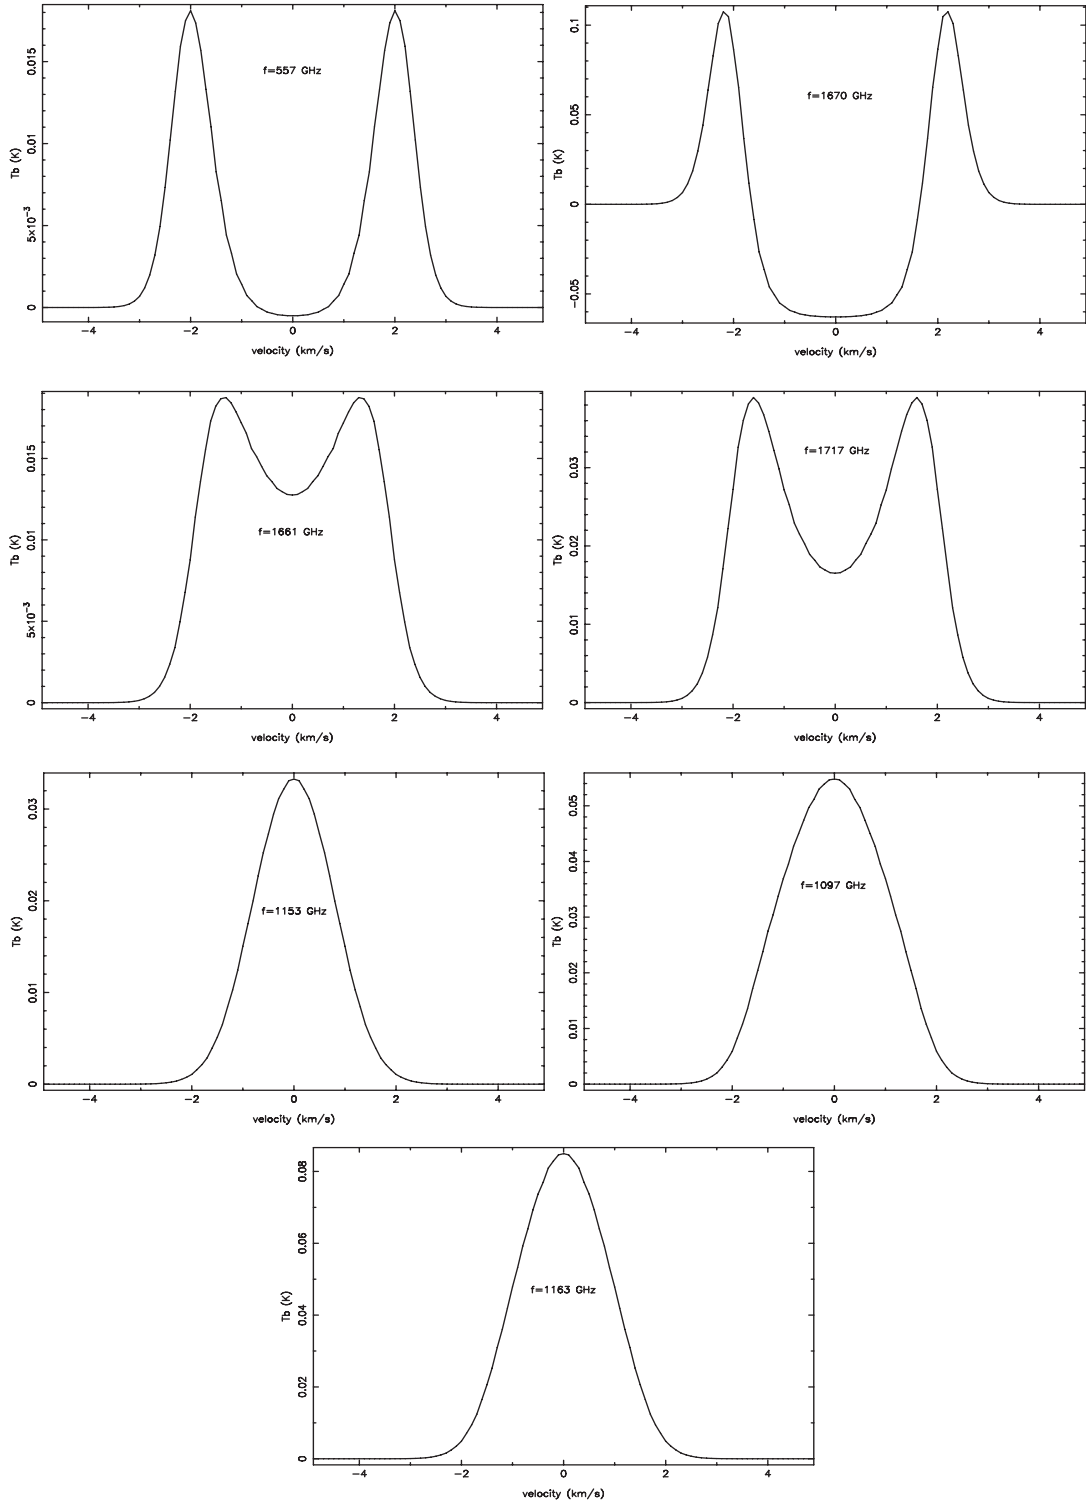 0.015
0.01
5×10⁻³
0
Tb (K)
f=557 GHz
−4 −2 0 2 4
velocity (km/s)
0.1
0.05
0
−0.05
Tb (K)
f=1670 GHz
−4 −2 0 2 4
velocity (km/s)
0.015
0.01
5×10⁻³
0
Tb (K)
f=1661 GHz
−4 −2 0 2 4
velocity (km/s)
0.03
0.02
0.01
0
Tb (K)
f=1717 GHz
−4 −2 0 2 4
velocity (km/s)
0.03
0.02
0.01
0
Tb (K)
f=1153 GHz
−4 −2 0 2 4
velocity (km/s)
0.05
0.04
0.03
0.02
0.01
0
Tb (K)
f=1097 GHz
−4 −2 0 2 4
velocity (km/s)
0.08
0.06
0.04
0.02
0
Tb (K)
f=1163 GHz
−4 −2 0 2 4
velocity (km/s)